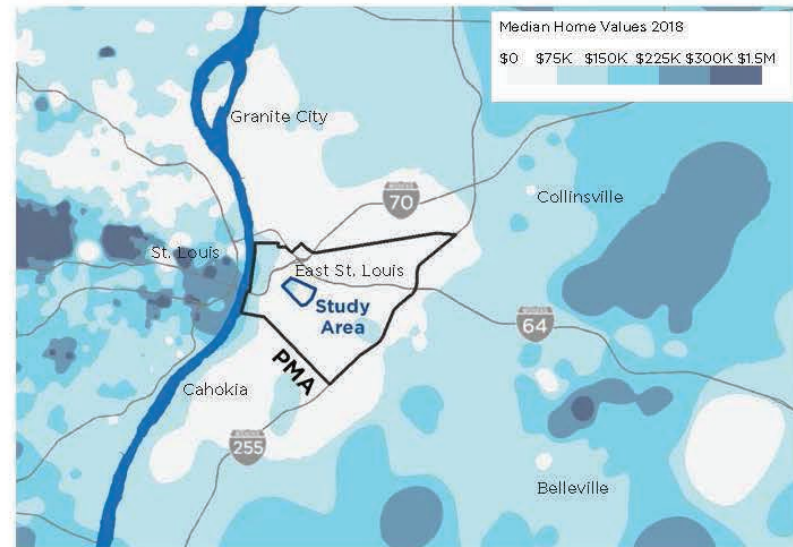 Median Home Values 2018
$0 $75K $150K $225K $300K $1.5M
Granite City
70
Collinsville
St. Louis
East St. Louis
Study
Area
64
PMA
Cahokia
255
Belleville